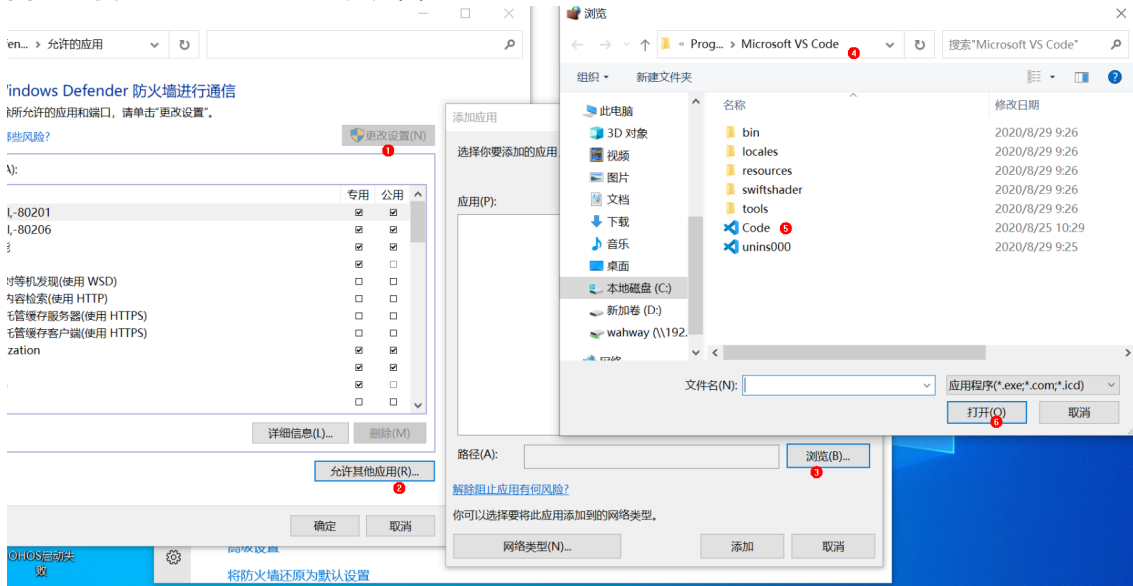 允许的应用
Windows Defender 防火墙进行通信
所允许的应用和端口，请单击"更改设置"。
哪些风险?
更改设置(N)
1
A):
专用 公用
I,-80201
I,-80206
对等机发现(使用 WSD)
内容检索(使用 HTTP)
托管缓存服务器(使用 HTTPS)
托管缓存客户端(使用 HTTPS)
zation
详细信息(L)... 删除(M)
允许其他应用(R)...
2
确定 取消
高级设置
将防火墙还原为默认设置
OHOS启动失
败
添加应用
选择你要添加的应用
应用(P):
路径(A):
浏览(B)...
3
解除阻止应用有何风险?
你可以选择要将此应用添加到的网络类型。
网络类型(N)... 添加 取消
浏览
« Prog... › Microsoft VS Code
4
搜索"Microsoft VS Code"
组织 新建文件夹
此电脑
3D 对象
视频
图片
文档
下载
音乐
桌面
本地磁盘 (C:)
新加卷 (D:)
wahway (\\192.
网络
名称 修改日期
bin 2020/8/29 9:26
locales 2020/8/29 9:26
resources 2020/8/29 9:26
swiftshader 2020/8/29 9:26
tools 2020/8/29 9:26
Code 5 2020/8/25 10:29
unins000 2020/8/29 9:25
文件名(N):
应用程序(*.exe;*.com;*.icd)
打开(O) 取消
6